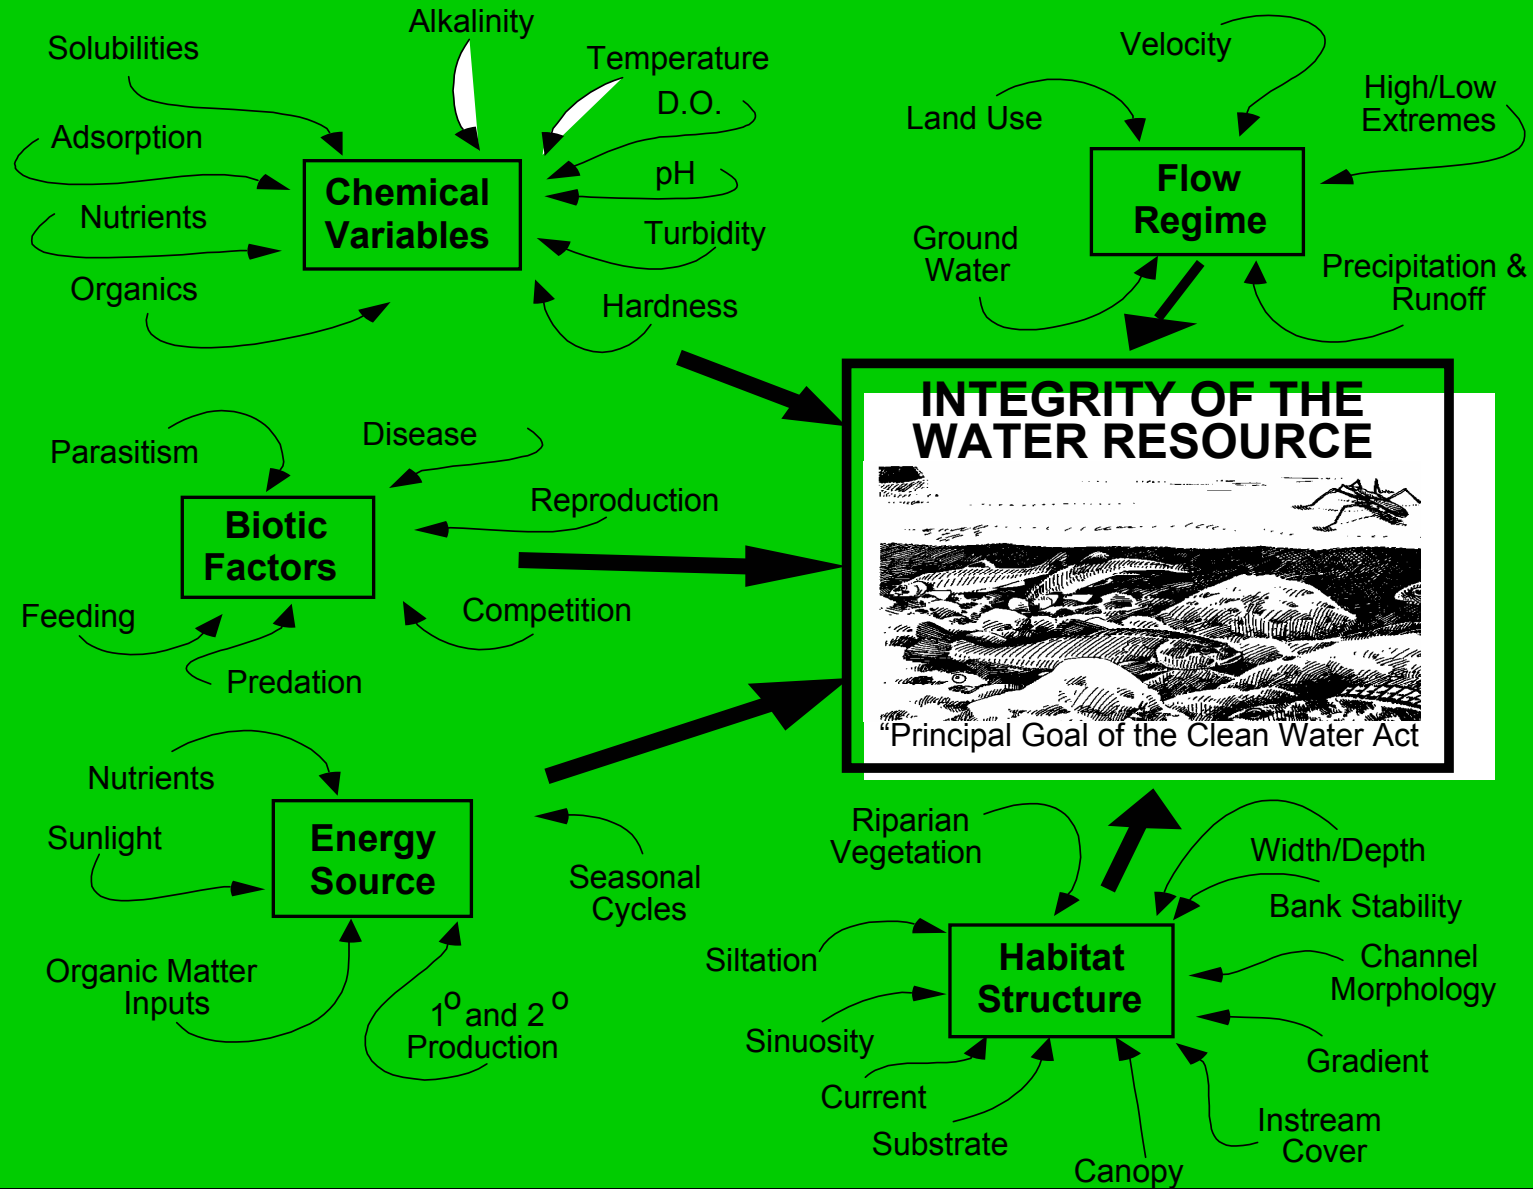 Alkalinity
Solubilities
Temperature
D.O.
Adsorption
pH
Nutrients
Turbidity
Organics
Hardness
Chemical
Variables
Velocity
High/Low
Extremes
Land Use
Flow
Regime
Ground
Water
Precipitation &
Runoff
INTEGRITY OF THE
WATER RESOURCE
“Principal Goal of the Clean Water Act
Parasitism
Disease
Reproduction
Biotic
Factors
Feeding
Competition
Predation
Nutrients
Sunlight
Energy
Source
Seasonal
Cycles
Organic Matter
Inputs
1o and 2 o
Production
Riparian
Vegetation
Width/Depth
Bank Stability
Siltation
Habitat
Structure
Channel
Morphology
Sinuosity
Gradient
Current
Substrate
Canopy
Instream
Cover